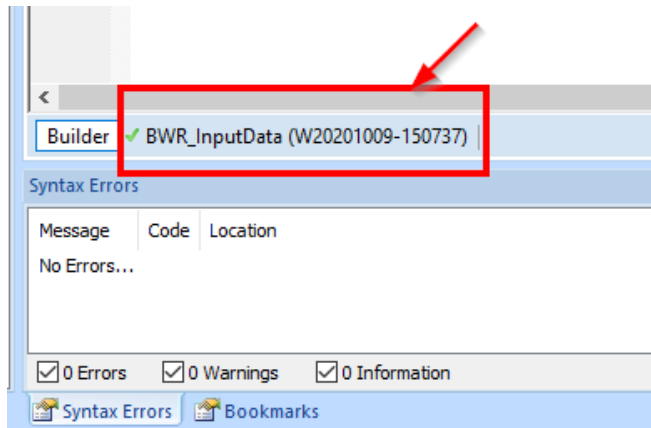 Builder BWR_InputData (W20201009-150737)
Syntax Errors
Message Code Location
No Errors...
0 Errors 0 Warnings 0 Information
Syntax Errors Bookmarks